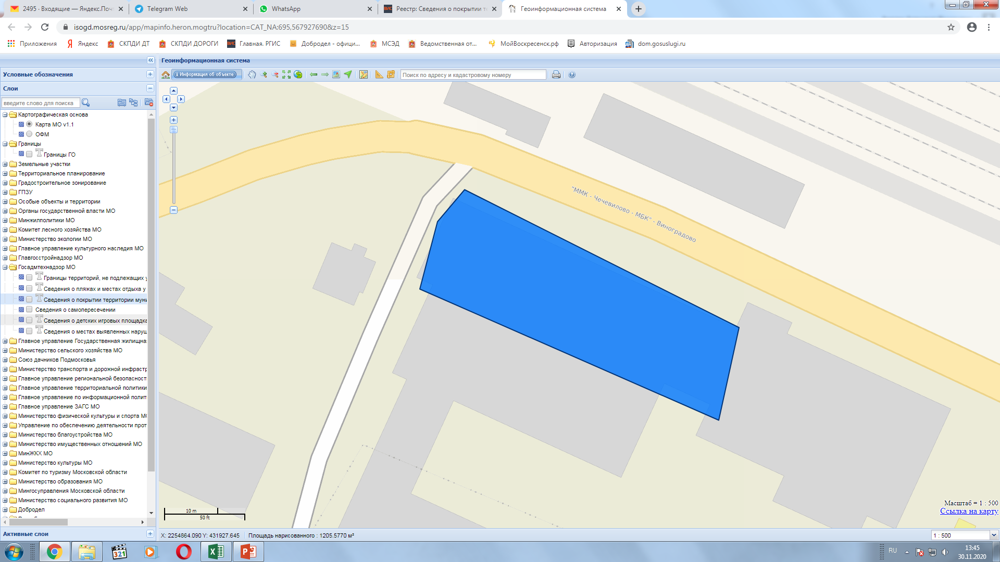 2495 · Входящие — Яндекс.Поч
Telegram Web
WhatsApp
Реестр: Сведения о покрытии т
Геоинформационная система
isogd.mosreg.ru/app/mapinfo.heron.mogtru?location=CAT_NA:695,567927690&z=15
Приложения
Яндекс
СКПДИ ДТ
СКПДИ ДОРОГИ
Главная. РГИС
Добродел - офици...
МСЭД
Ведомственная от...
МойВоскресенск.рф
Авторизация
dom.gosuslugi.ru
Геоинформационная система
Условные обозначения
Информация об объекте
Поиск по адресу и кадастровому номеру
Слои
введите слово для поиска
Картографическая основа
Карта МО v1.1
ОФМ
Границы
Границы ГО
Земельные участки
Территориальное планирование
Градостроительное зонирование
ГПЗУ
Особые объекты и территории
Органы государственной власти МО
Минжилполитики МО
Комитет лесного хозяйства МО
Министерство экологии МО
Главное управление культурного наследия МО
Главгосстройнадзор МО
Госадмтехнадзор МО
Границы территорий, не подлежащих у
Сведения о пляжах и местах отдыха у
Сведения о покрытии территории муни
Сведения о самопересечении
Сведения о детских игровых площадка
Сведения о местах выявленных наруш
Главное управление Государственная жилищна
Министерство сельского хозяйства МО
Союз дачников Подмосковья
Министерство транспорта и дорожной инфрастр
Главное управление региональной безопасност
Главное управление территориальной политики
Главное управление по информационной полит
Главное управление ЗАГС МО
Министерство физической культуры и спорта МО
Управление по обеспечению деятельности прот
Министерство благоустройства МО
Министерство имущественных отношений МО
МинЖКХ МО
Министерство культуры МО
Комитет по туризму Московской области
Министерство образования МО
Мингосуправления Московской области
Министерство социального развития МО
Добродел
Активные слои
"ММК - Чечевилово - МБК" - Виноградово
10 m
50 ft
Масштаб = 1 : 500
Ссылка на карту
X: 2254864.090 Y: 431927.645
Площадь нарисованного : 1205.5770 м²
1 : 500
321
RU
13:45
30.11.2020